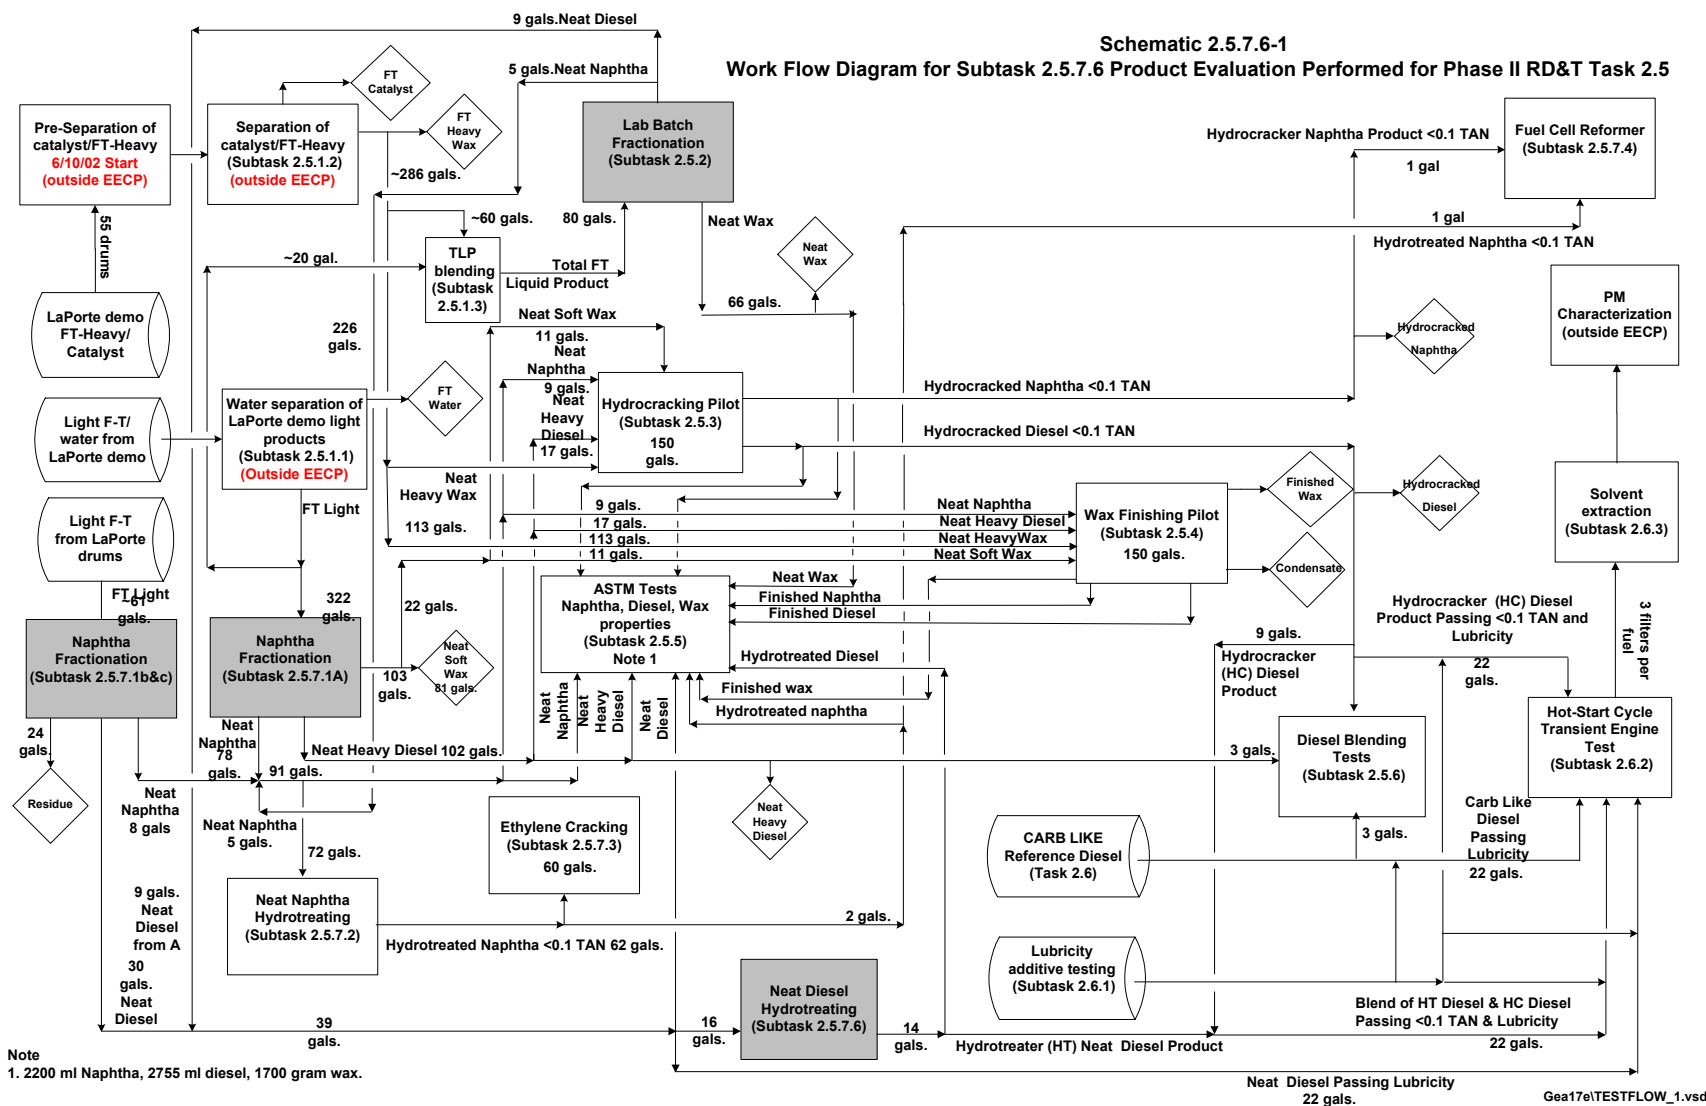 9 gals.Neat Diesel
Schematic 2.5.7.6-1
Work Flow Diagram for Subtask 2.5.7.6 Product Evaluation Performed for Phase II RD&T Task 2.5
5 gals.Neat Naphtha
FT
Catalyst
FT
Heavy
Wax
Pre-Separation of
catalyst/FT-Heavy
6/10/02 Start
(outside EECP)
Separation of
catalyst/FT-Heavy
(Subtask 2.5.1.2)
(outside EECP)
Lab Batch
Fractionation
(Subtask 2.5.2)
Hydrocracker Naphtha Product <0.1 TAN
1 gal
Fuel Cell Reformer
(Subtask 2.5.7.4)
~286 gals.
55 drums
~60 gals.
80 gals.
Neat Wax
1 gal
Hydrotreated Naphtha <0.1 TAN
~20 gal.
TLP
blending
(Subtask
2.5.1.3)
Total FT
Liquid Product
Neat
Wax
66 gals.
LaPorte demo
FT-Heavy/
Catalyst
226
gals.
Neat Soft Wax
11 gals.
PM
Characterization
(outside EECP)
Hydrocracked
Naphtha
Neat
Naphtha
9 gals.
Neat
Heavy
Diesel
17 gals.
Hydrocracking Pilot
(Subtask 2.5.3)
150
gals.
Hydrocracked Naphtha <0.1 TAN
Hydrocracked Diesel <0.1 TAN
FT
Water
Light F-T/
water from
LaPorte demo
Water separation of
LaPorte demo light
products
(Subtask 2.5.1.1)
(Outside EECP)
Neat
Heavy Wax
113 gals.
FT Light
9 gals.
17 gals.
113 gals.
11 gals.
Neat Naphtha
Neat Heavy Diesel
Neat HeavyWax
Neat Soft Wax
Wax Finishing Pilot
(Subtask 2.5.4)
150 gals.
Finished
Wax
Condensate
Hydrocracked
Diesel
Solvent
extraction
(Subtask 2.6.3)
Light F-T
from LaPorte
drums
FT Light
~61
gals.
322
gals.
22 gals.
ASTM Tests
Naphtha, Diesel, Wax
properties
(Subtask 2.5.5)
Note 1
Neat Wax
Finished Naphtha
Finished Diesel
Hydrotreated Diesel
Finished wax
Hydrotreated naphtha
Hydrocracker (HC) Diesel
Product Passing <0.1 TAN and
Lubricity
22
gals.
3 filters per
fuel
9 gals.
Hydrocracker
(HC) Diesel
Product
Naphtha
Fractionation
(Subtask 2.5.7.1b&c)
Naphtha
Fractionation
(Subtask 2.5.7.1A)
103
gals.
Neat
Soft
Wax
81 gals.
24
gals.
Neat
Naphtha
78
gals.
Neat Heavy Diesel 102 gals.
91 gals.
Neat
Naphtha
Neat
Heavy
Diesel
Neat
Diesel
3 gals.
Diesel Blending
Tests
(Subtask 2.5.6)
Hot-Start Cycle
Transient Engine
Test
(Subtask 2.6.2)
Residue
Neat
Naphtha
8 gals
Neat Naphtha
5 gals.
Neat
Heavy
Diesel
72 gals.
Ethylene Cracking
(Subtask 2.5.7.3)
60 gals.
CARB LIKE
Reference Diesel
(Task 2.6)
3 gals.
Carb Like
Diesel
Passing
Lubricity
22 gals.
9 gals.
Neat
Diesel
from A
Neat Naphtha
Hydrotreating
(Subtask 2.5.7.2)
Hydrotreated Naphtha <0.1 TAN 62 gals.
2 gals.
30
gals.
Neat
Diesel
Lubricity
additive testing
(Subtask 2.6.1)
Neat Diesel
Hydrotreating
(Subtask 2.5.7.6)
Blend of HT Diesel & HC Diesel
Passing <0.1 TAN & Lubricity
22 gals.
39
gals.
16
gals.
14
gals.
Hydrotreater (HT) Neat Diesel Product
Note
1. 2200 ml Naphtha, 2755 ml diesel, 1700 gram wax.
Neat Diesel Passing Lubricity
22 gals.
Gea17e\TESTFLOW_1.vsd